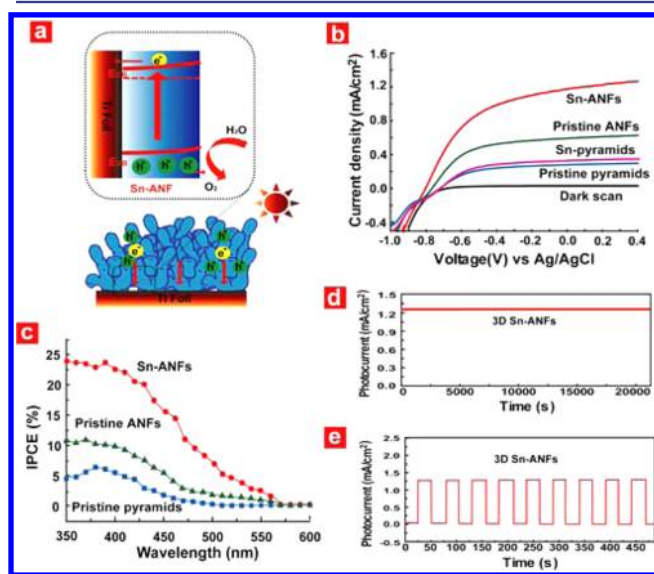 a
e⁻
Ti Foil
h⁺ h⁺ h⁺
H₂O
Sn-ANF
O₂
h⁺
h⁺
e⁻
e⁻
h⁺
h⁺
Ti Foil
b
Current density (mA/cm²)
1.6
1.2
0.8
0.4
0.0
-0.4
Sn-ANFs
Pristine ANFs
Sn-pyramids
Pristine pyramids
Dark scan
-1.0 -0.8 -0.6 -0.4 -0.2 0.0 0.2 0.4
Voltage(V) vs Ag/AgCl
c
IPCE (%)
25
20
15
10
5
0
Sn-ANFs
Pristine ANFs
Pristine pyramids
350 400 450 500 550 600
Wavelength (nm)
d
Photocurrent (mA/cm²)
1.5
1.2
0.9
0.6
0.3
0.0
3D Sn-ANFs
0 5000 10000 15000 20000
Time (s)
e
Photocurrent (mA/cm²)
2.5
2.0
1.5
1.0
0.5
0.0
-0.5
3D Sn-ANFs
0 50 100 150 200 250 300 350 400 450
Time (s)